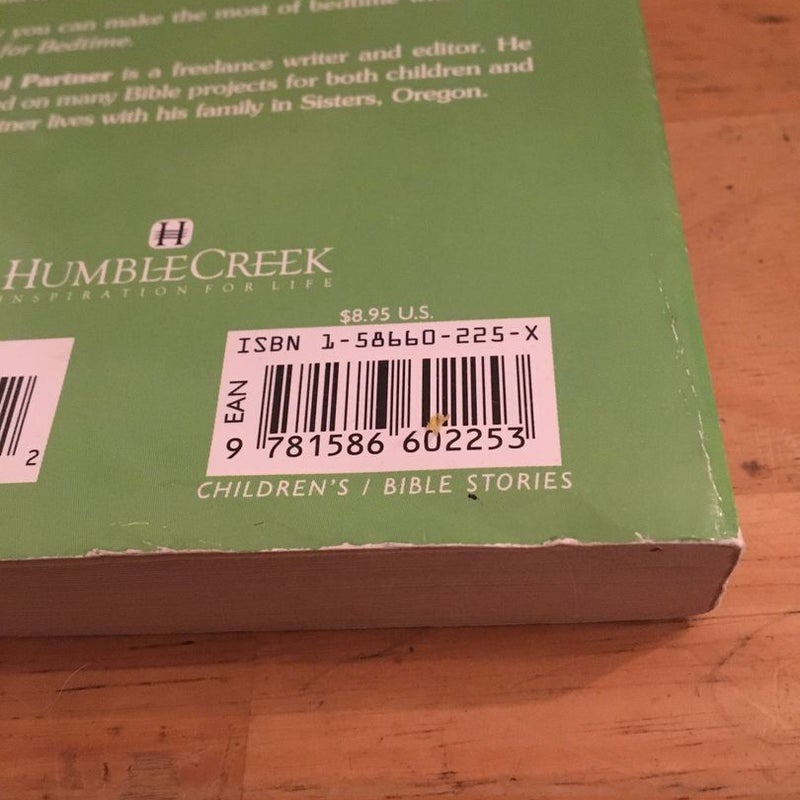 you can make the most of bedtime
for Bedtime.
Partner is a freelance writer and editor. He
on many Bible projects for both children and
lives with his family in Sisters, Oregon.
H
HUMBLECREEK
INSPIRATION FOR LIFE
$8.95 U.S.
ISBN 1-58660-225-X
EAN
9 781586 602253
2
CHILDREN'S / BIBLE STORIES